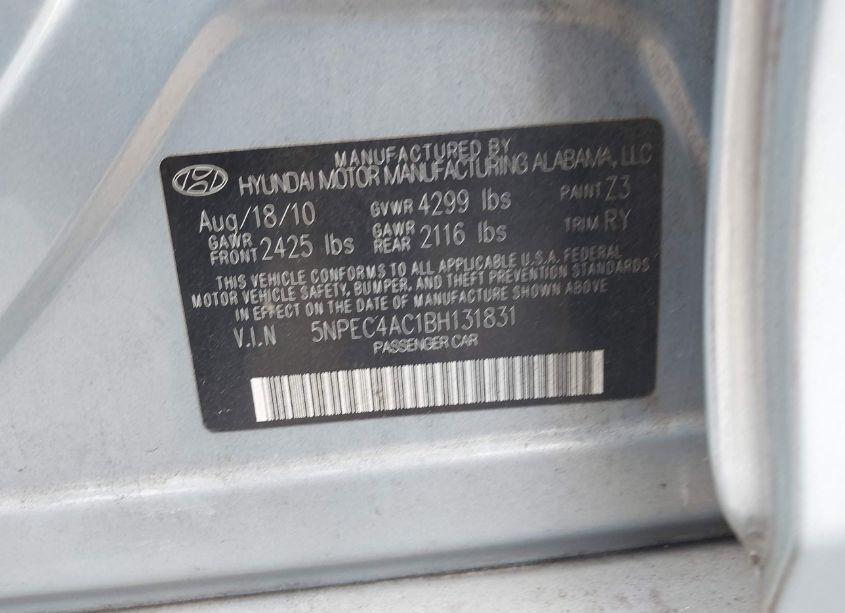 MANUFACTURED BY
HYUNDAI MOTOR MANUFACTURING ALABAMA, LLC
Aug/18/10 GVWR 4299 lbs PAINT Z3
GAWR FRONT 2425 lbs GAWR REAR 2116 lbs TRIM RY
THIS VEHICLE CONFORMS TO ALL APPLICABLE U.S.A. FEDERAL
MOTOR VEHICLE SAFETY, BUMPER, AND THEFT PREVENTION STANDARDS
IN EFFECT ON THE DATE OF MANUFACTURE SHOWN ABOVE.
V.I.N 5NPEC4AC1BH131831
PASSENGER CAR